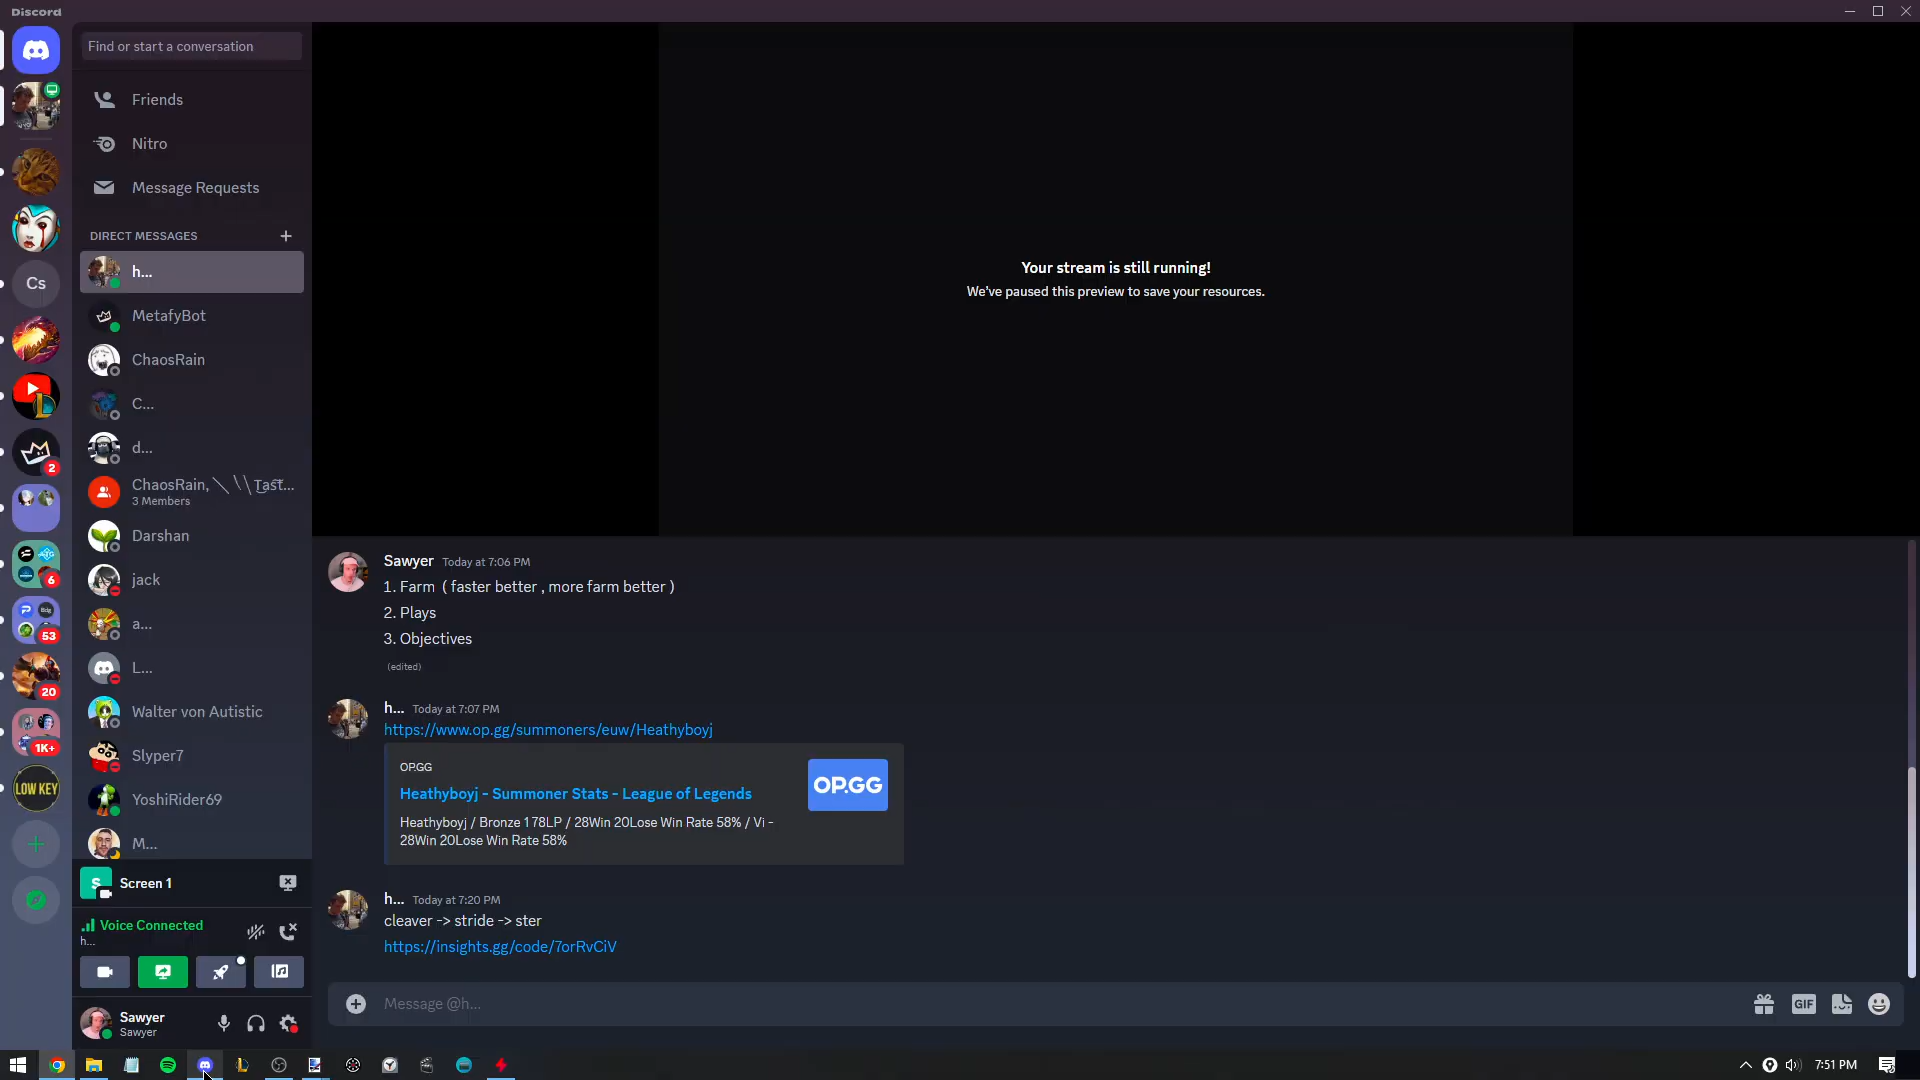 Discord
Find or start a conversation
Friends
Nitro
Message Requests
DIRECT MESSAGES
h...
MetafyBot
ChaosRain
C...
d...
ChaosRain,
3 Members
Darshan
jack
a...
L...
Walter von Autistic
Slyper7
YoshiRider69
M...
Cs
2
6
53
20
1K+
LOW KEY
S
Screen 1
Voice Connected
h...
Sawyer
Sawyer
Your stream is still running!
We've paused this preview to save your resources.
Sawyer Today at 7:06 PM
1. Farm ( faster better , more farm better )
2. Plays
3. Objectives
(edited)
h... Today at 7:07 PM
https://www.op.gg/summoners/euw/Heathyboyj
OP.GG
Heathyboyj - Summoner Stats - League of Legends
OP.GG
Heathyboyj / Bronze 1 78LP / 28Win 20Lose Win Rate 58% / Vi -
28Win 20Lose Win Rate 58%
h... Today at 7:20 PM
cleaver -> stride -> ster
https://insights.gg/code/7orRvCiV
Message @h...
GIF
7:51 PM